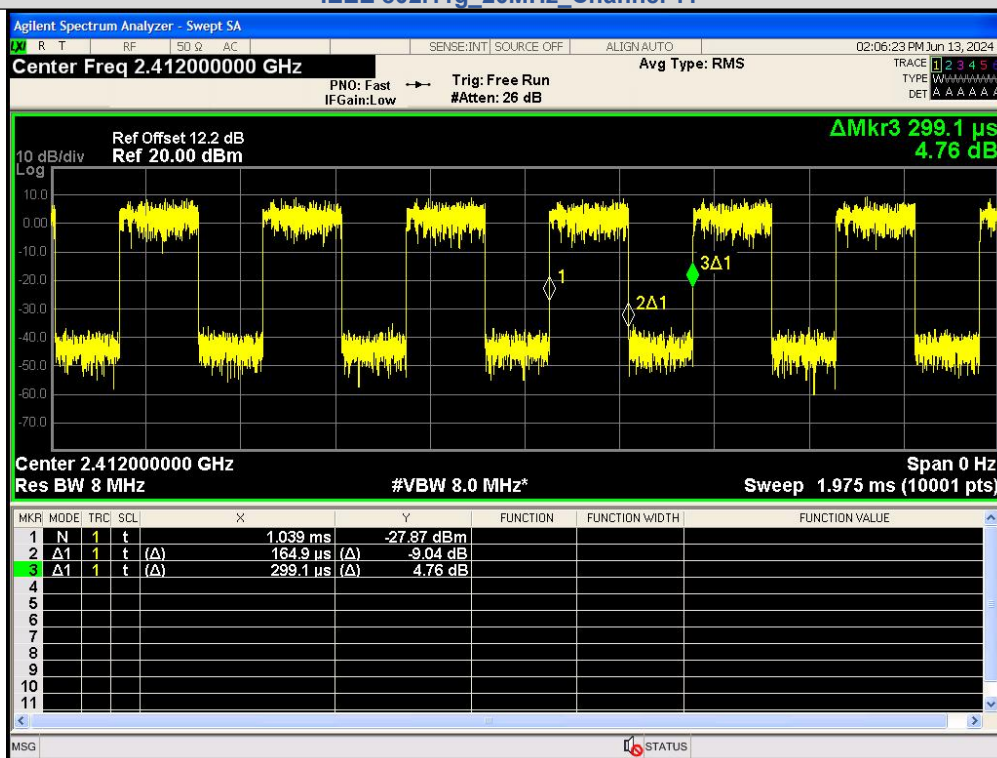 IEEE 802.11g_20MHz_Channel 11
Agilent Spectrum Analyzer - Swept SA
LXI R T RF 50 Ω AC SENSE:INT SOURCE OFF ALIGN AUTO 02:06:23 PM Jun 13, 2024
Center Freq 2.412000000 GHz
PNO: Fast
IFGain:Low
Trig: Free Run
#Atten: 26 dB
Avg Type: RMS
TRACE 1 2 3 4 5 6
TYPE W
DET A A A A A A
ΔMkr3 299.1 µs
4.76 dB
Ref Offset 12.2 dB
10 dB/div Ref 20.00 dBm
Log
10.0
0.00
-10.0
-20.0
-30.0
-40.0
-50.0
-60.0
-70.0
1
2Δ1
3Δ1
Center 2.412000000 GHz Span 0 Hz
Res BW 8 MHz #VBW 8.0 MHz* Sweep 1.975 ms (10001 pts)
MKR MODE TRC SCL X Y FUNCTION FUNCTION WIDTH FUNCTION VALUE
1 N 1 t 1.039 ms -27.87 dBm
2 Δ1 1 t (Δ) 164.9 µs (Δ) -9.04 dB
3 Δ1 1 t (Δ) 299.1 µs (Δ) 4.76 dB
4
5
6
7
8
9
10
11
MSG STATUS